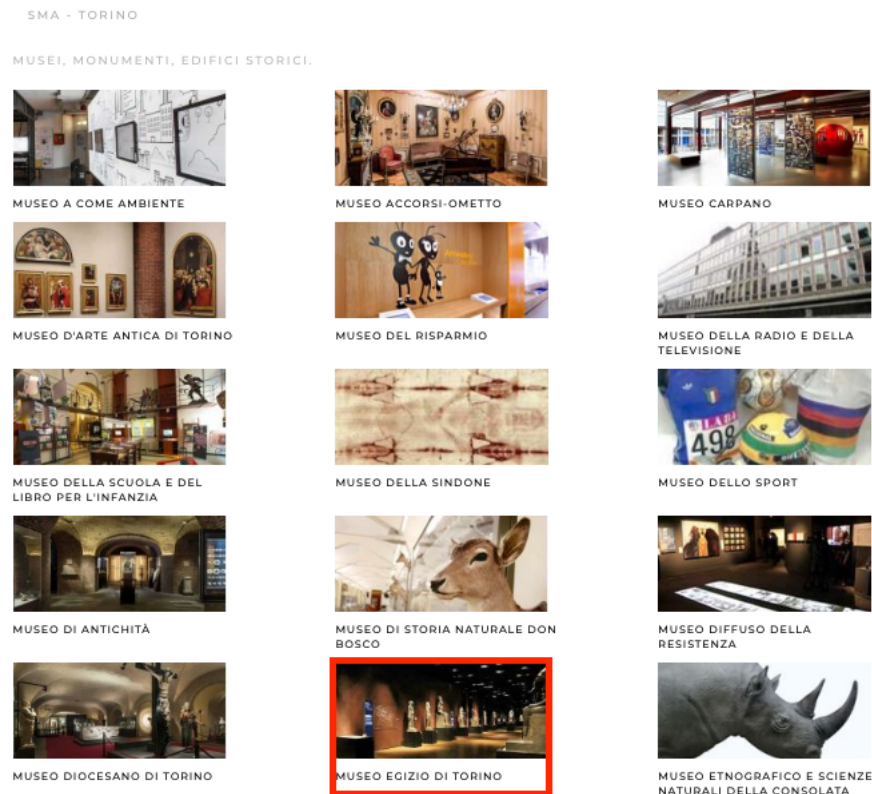 SMA - TORINO
MUSEI, MONUMENTI, EDIFICI STORICI.
MUSEO A COME AMBIENTE
MUSEO ACCORSI-OMETTO
MUSEO CARPANO
MUSEO D'ARTE ANTICA DI TORINO
MUSEO DEL RISPARMIO
MUSEO DELLA RADIO E DELLA
TELEVISIONE
498
MUSEO DELLA SCUOLA E DEL
LIBRO PER L'INFANZIA
MUSEO DELLA SINDONE
MUSEO DELLO SPORT
MUSEO DI ANTICHITÀ
MUSEO DI STORIA NATURALE DON
BOSCO
MUSEO DIFFUSO DELLA
RESISTENZA
MUSEO DIOCESANO DI TORINO
MUSEO EGIZIO DI TORINO
MUSEO ETNOGRAFICO E SCIENZE
NATURALI DELLA CONSOLATA